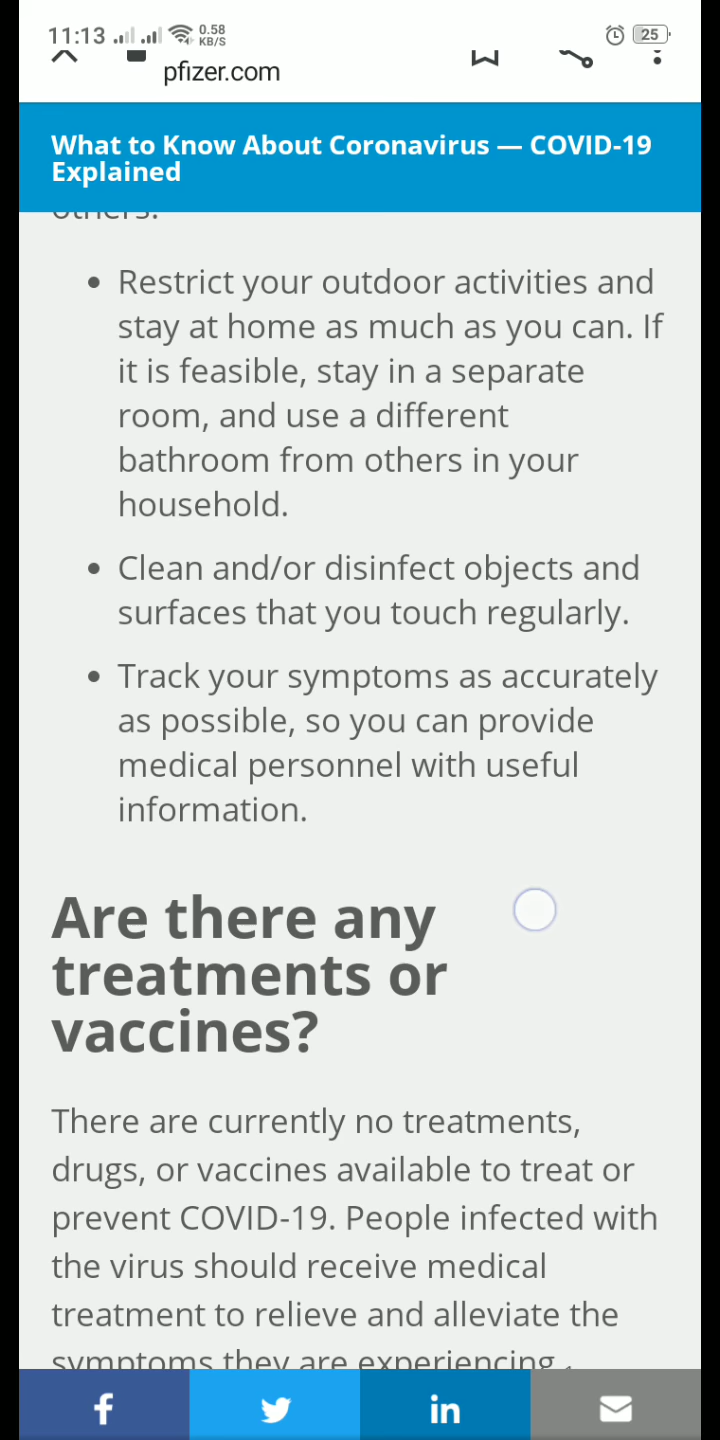 11:13
0.58
KB/S
25
pfizer.com
What to Know About Coronavirus — COVID-19
Explained
others.
• Restrict your outdoor activities and
stay at home as much as you can. If
it is feasible, stay in a separate
room, and use a different
bathroom from others in your
household.
• Clean and/or disinfect objects and
surfaces that you touch regularly.
• Track your symptoms as accurately
as possible, so you can provide
medical personnel with useful
information.
Are there any
treatments or
vaccines?
There are currently no treatments,
drugs, or vaccines available to treat or
prevent COVID-19. People infected with
the virus should receive medical
treatment to relieve and alleviate the
symptoms they are experiencing.